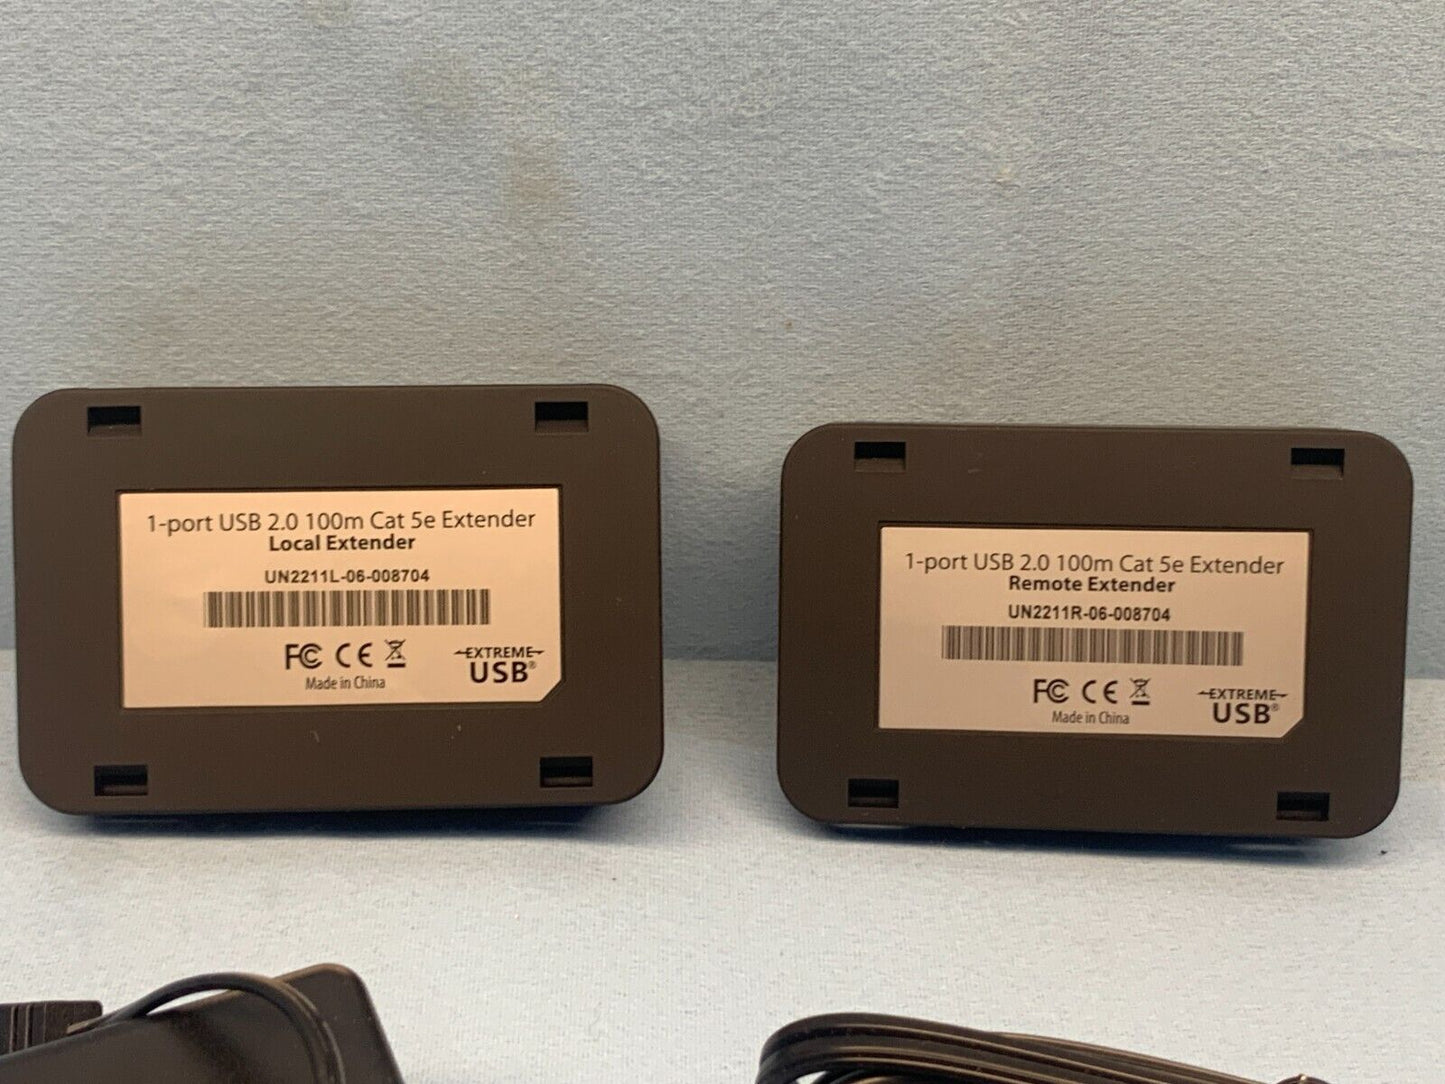 1-port USB 2.0 100m Cat 5e Extender
Local Extender
UN2211L-06-008704
FC CE
Made in China
EXTREME
USB®
1-port USB 2.0 100m Cat 5e Extender
Remote Extender
UN2211R-06-008704
FC CE
Made in China
EXTREME
USB®